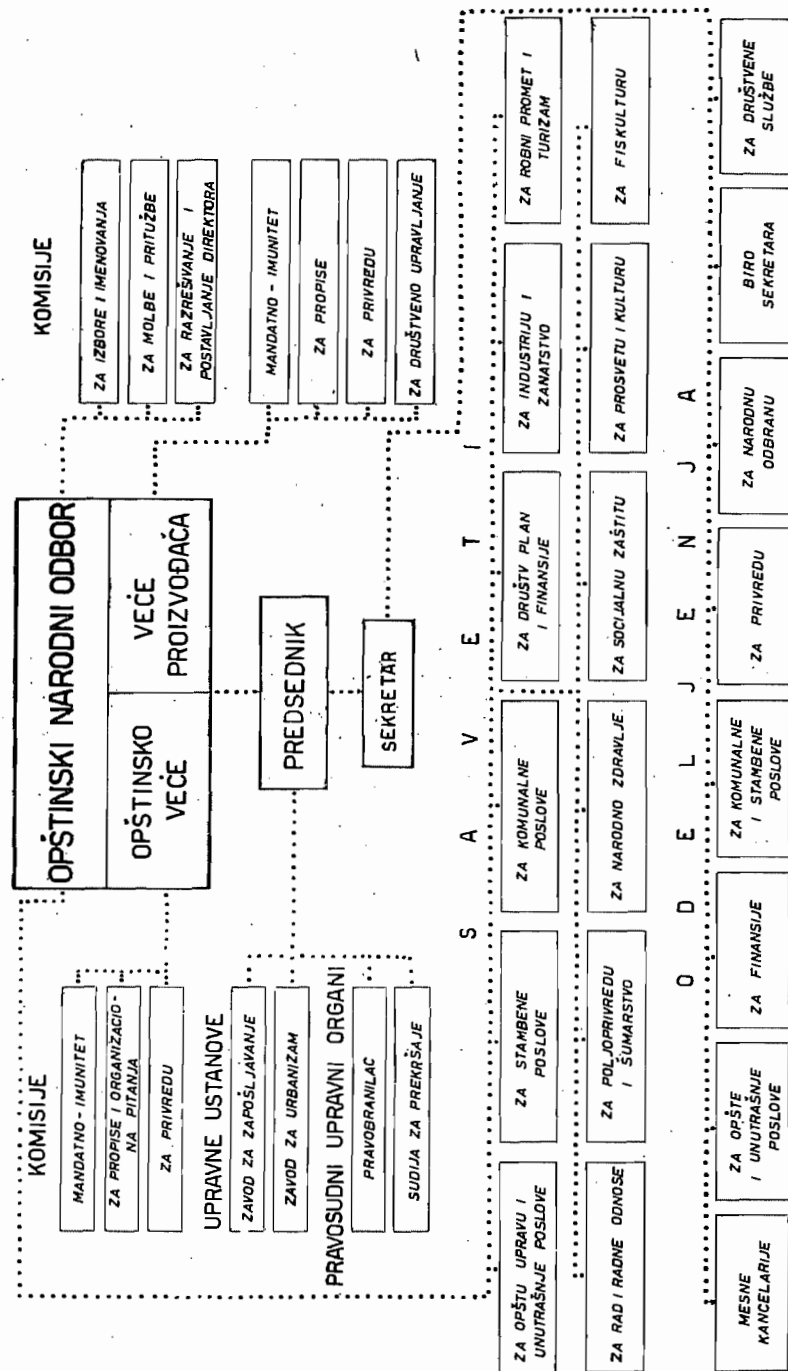 OPŠTINSKI NARODNI ODBOR
OPŠTINSKO
VEĆE
VEĆE
PROIZVOĐAČA
PREDSEDNIK
SEKRETAR
KOMISIJE
MANDATNO - IMUNITET
ZA PROPISE I ORGANIZACIO-
NA PITANJA
ZA PRIVREDU
UPRAVNE USTANOVE
ZAVOD ZA ZAPOŠLJAVANJE
ZAVOD ZA URBANIZAM
PRAVOSUDNI UPRAVNI ORGANI
PRAVOBRANILAC
SUDIJA ZA PREKRŠAJE
KOMISIJE
ZA IZBORE I IMENOVANJA
ZA MOLBE I PRITUŽBE
ZA RAZREŠIVANJE I
POSTAVLJANJE DIREKTORA
MANDATNO - IMUNITET
ZA PROPISE
ZA PRIVREDU
ZA DRUŠTVENO UPRAVLJANJE
S A V E T I
ZA OPŠTU UPRAVU I
UNUTRAŠNJE POSLOVE
ZA STAMBENE
POSLOVE
ZA KOMUNALNE
POSLOVE
ZA DRUŠTV PLAN
I FINANSIJE
ZA INDUSTRIJU I
ZANATSTVO
ZA ROBNI PROMET I
TURIZAM
ZA RAD I RADNE ODNOSE
ZA POLJOPRIVREDU
I ŠUMARSTVO
ZA NARODNO ZDRAVLJE
ZA SOCIJALNU ZAŠTITU
ZA PROSVETU I KULTURU
ZA FISKULTURU
O D E L J E N J A
MESNE
KANCELARIJE
ZA OPŠTE
I UNUTRAŠNJE
POSLOVE
ZA FINANSIJE
ZA KOMUNALNE
I STAMBENE
POSLOVE
ZA PRIVREDU
ZA NARODNU
ODBRANU
BIRO
SEKRETARA
ZA DRUŠTVENE
SLUŽBE